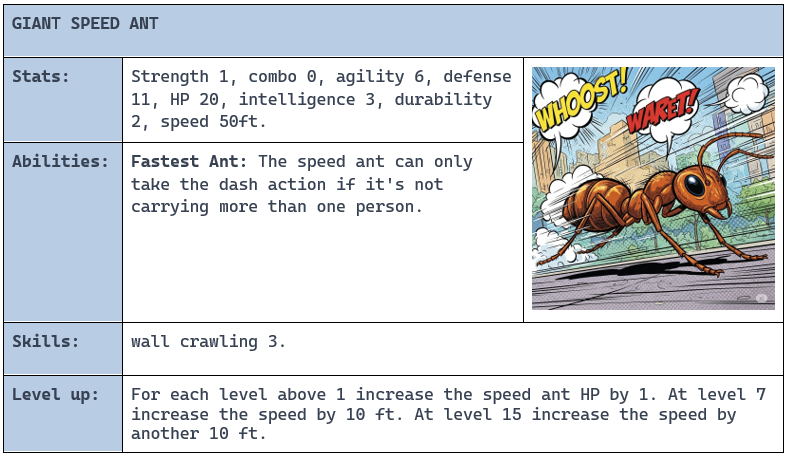 GIANT SPEED ANT
Stats:
Strength 1, combo 0, agility 6, defense
11, HP 20, intelligence 3, durability
2, speed 50ft.
WHOOST!
WARET!
Abilities:
Fastest Ant: The speed ant can only
take the dash action if it's not
carrying more than one person.
Skills:
wall crawling 3.
Level up:
For each level above 1 increase the speed ant HP by 1. At level 7
increase the speed by 10 ft. At level 15 increase the speed by
another 10 ft.